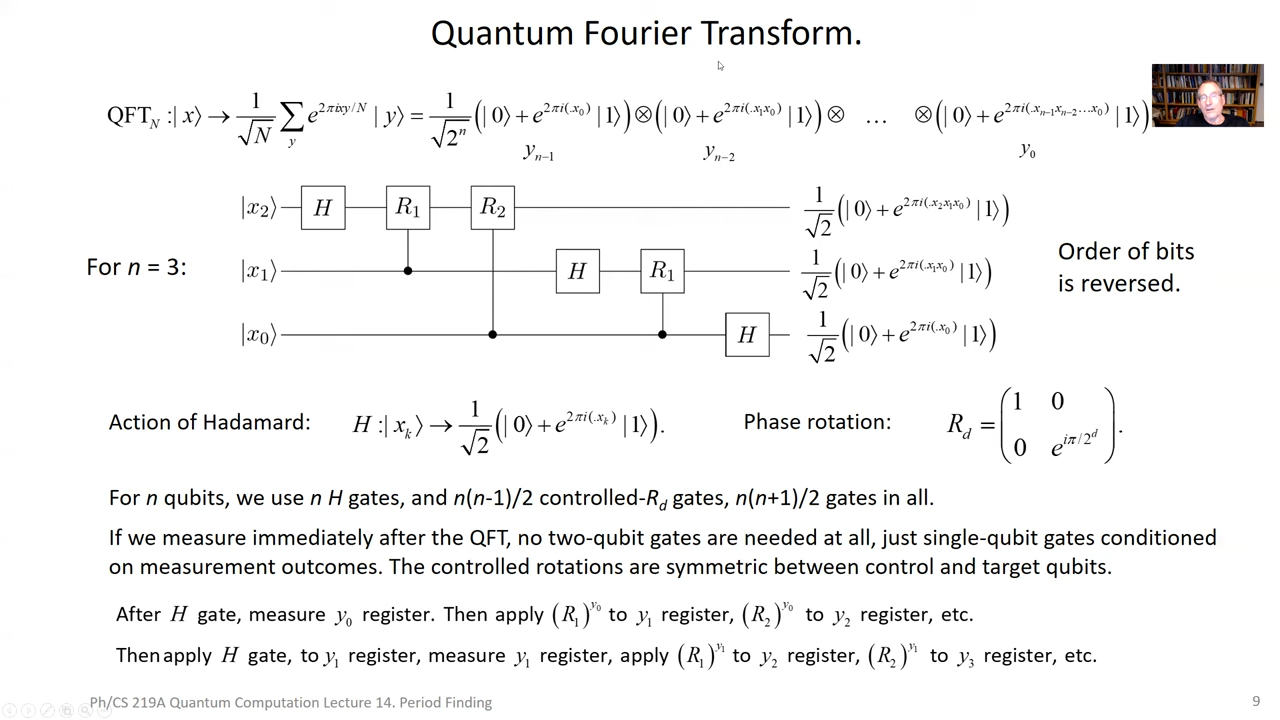 Quantum Fourier Transform.
QFT_N : |x⟩ → 1/√N ∑_y e^{2πixy/N} |y⟩ = 1/√2^n (|0⟩ + e^{2πi(.x_0)} |1⟩) ⊗ (|0⟩ + e^{2πi(.x_1x_0)} |1⟩) ⊗ … ⊗ (|0⟩ + e^{2πi(.x_{n−1}x_{n−2}…x_0)} |1⟩)
y_{n−1} y_{n−2} y_0
|x_2⟩ H R_1 R_2 1/√2 (|0⟩ + e^{2πi(.x_2x_1x_0)} |1⟩)
For n = 3: |x_1⟩ H R_1 1/√2 (|0⟩ + e^{2πi(.x_1x_0)} |1⟩)
Order of bits
is reversed.
|x_0⟩ H 1/√2 (|0⟩ + e^{2πi(.x_0)} |1⟩)
Action of Hadamard: H : |x_k⟩ → 1/√2 (|0⟩ + e^{2πi(.x_k)} |1⟩). Phase rotation: R_d = (1 0; 0 e^{iπ/2^d}).
For n qubits, we use n H gates, and n(n-1)/2 controlled-R_d gates, n(n+1)/2 gates in all.
If we measure immediately after the QFT, no two-qubit gates are needed at all, just single-qubit gates conditioned
on measurement outcomes. The controlled rotations are symmetric between control and target qubits.
After H gate, measure y_0 register. Then apply (R_1)^{y_0} to y_1 register, (R_2)^{y_0} to y_2 register, etc.
Then apply H gate, to y_1 register, measure y_1 register, apply (R_1)^{y_1} to y_2 register, (R_2)^{y_1} to y_3 register, etc.
Ph/CS 219A Quantum Computation Lecture 14. Period Finding
9